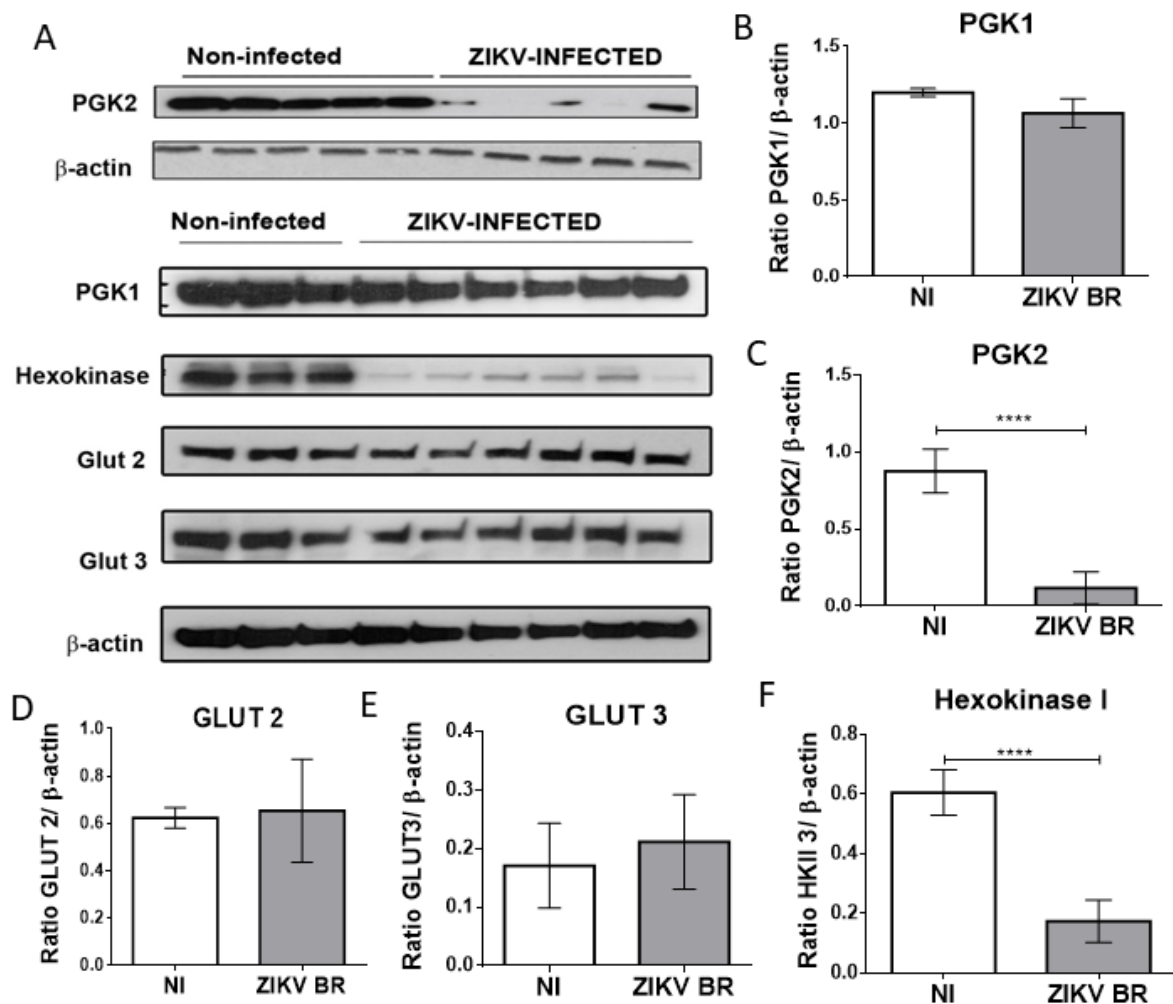 A
Non-infected ZIKV-INFECTED
PGK2
β-actin
Non-infected ZIKV-INFECTED
PGK1
Hexokinase
Glut 2
Glut 3
β-actin
B
PGK1
Ratio PGK1/ β-actin
1.5
1.0
0.5
0.0
NI ZIKV BR
C
PGK2
Ratio PGK2/ β-actin
1.5
1.0
0.5
0.0
****
NI ZIKV BR
D
GLUT 2
Ratio GLUT 2/ β-actin
1.0
0.8
0.6
0.4
0.2
0.0
NI ZIKV BR
E
GLUT 3
Ratio GLUT3/ β-actin
0.4
0.3
0.2
0.1
0.0
NI ZIKV BR
F
Hexokinase I
Ratio HKII 3/ β-actin
0.8
0.6
0.4
0.2
0.0
****
NI ZIKV BR